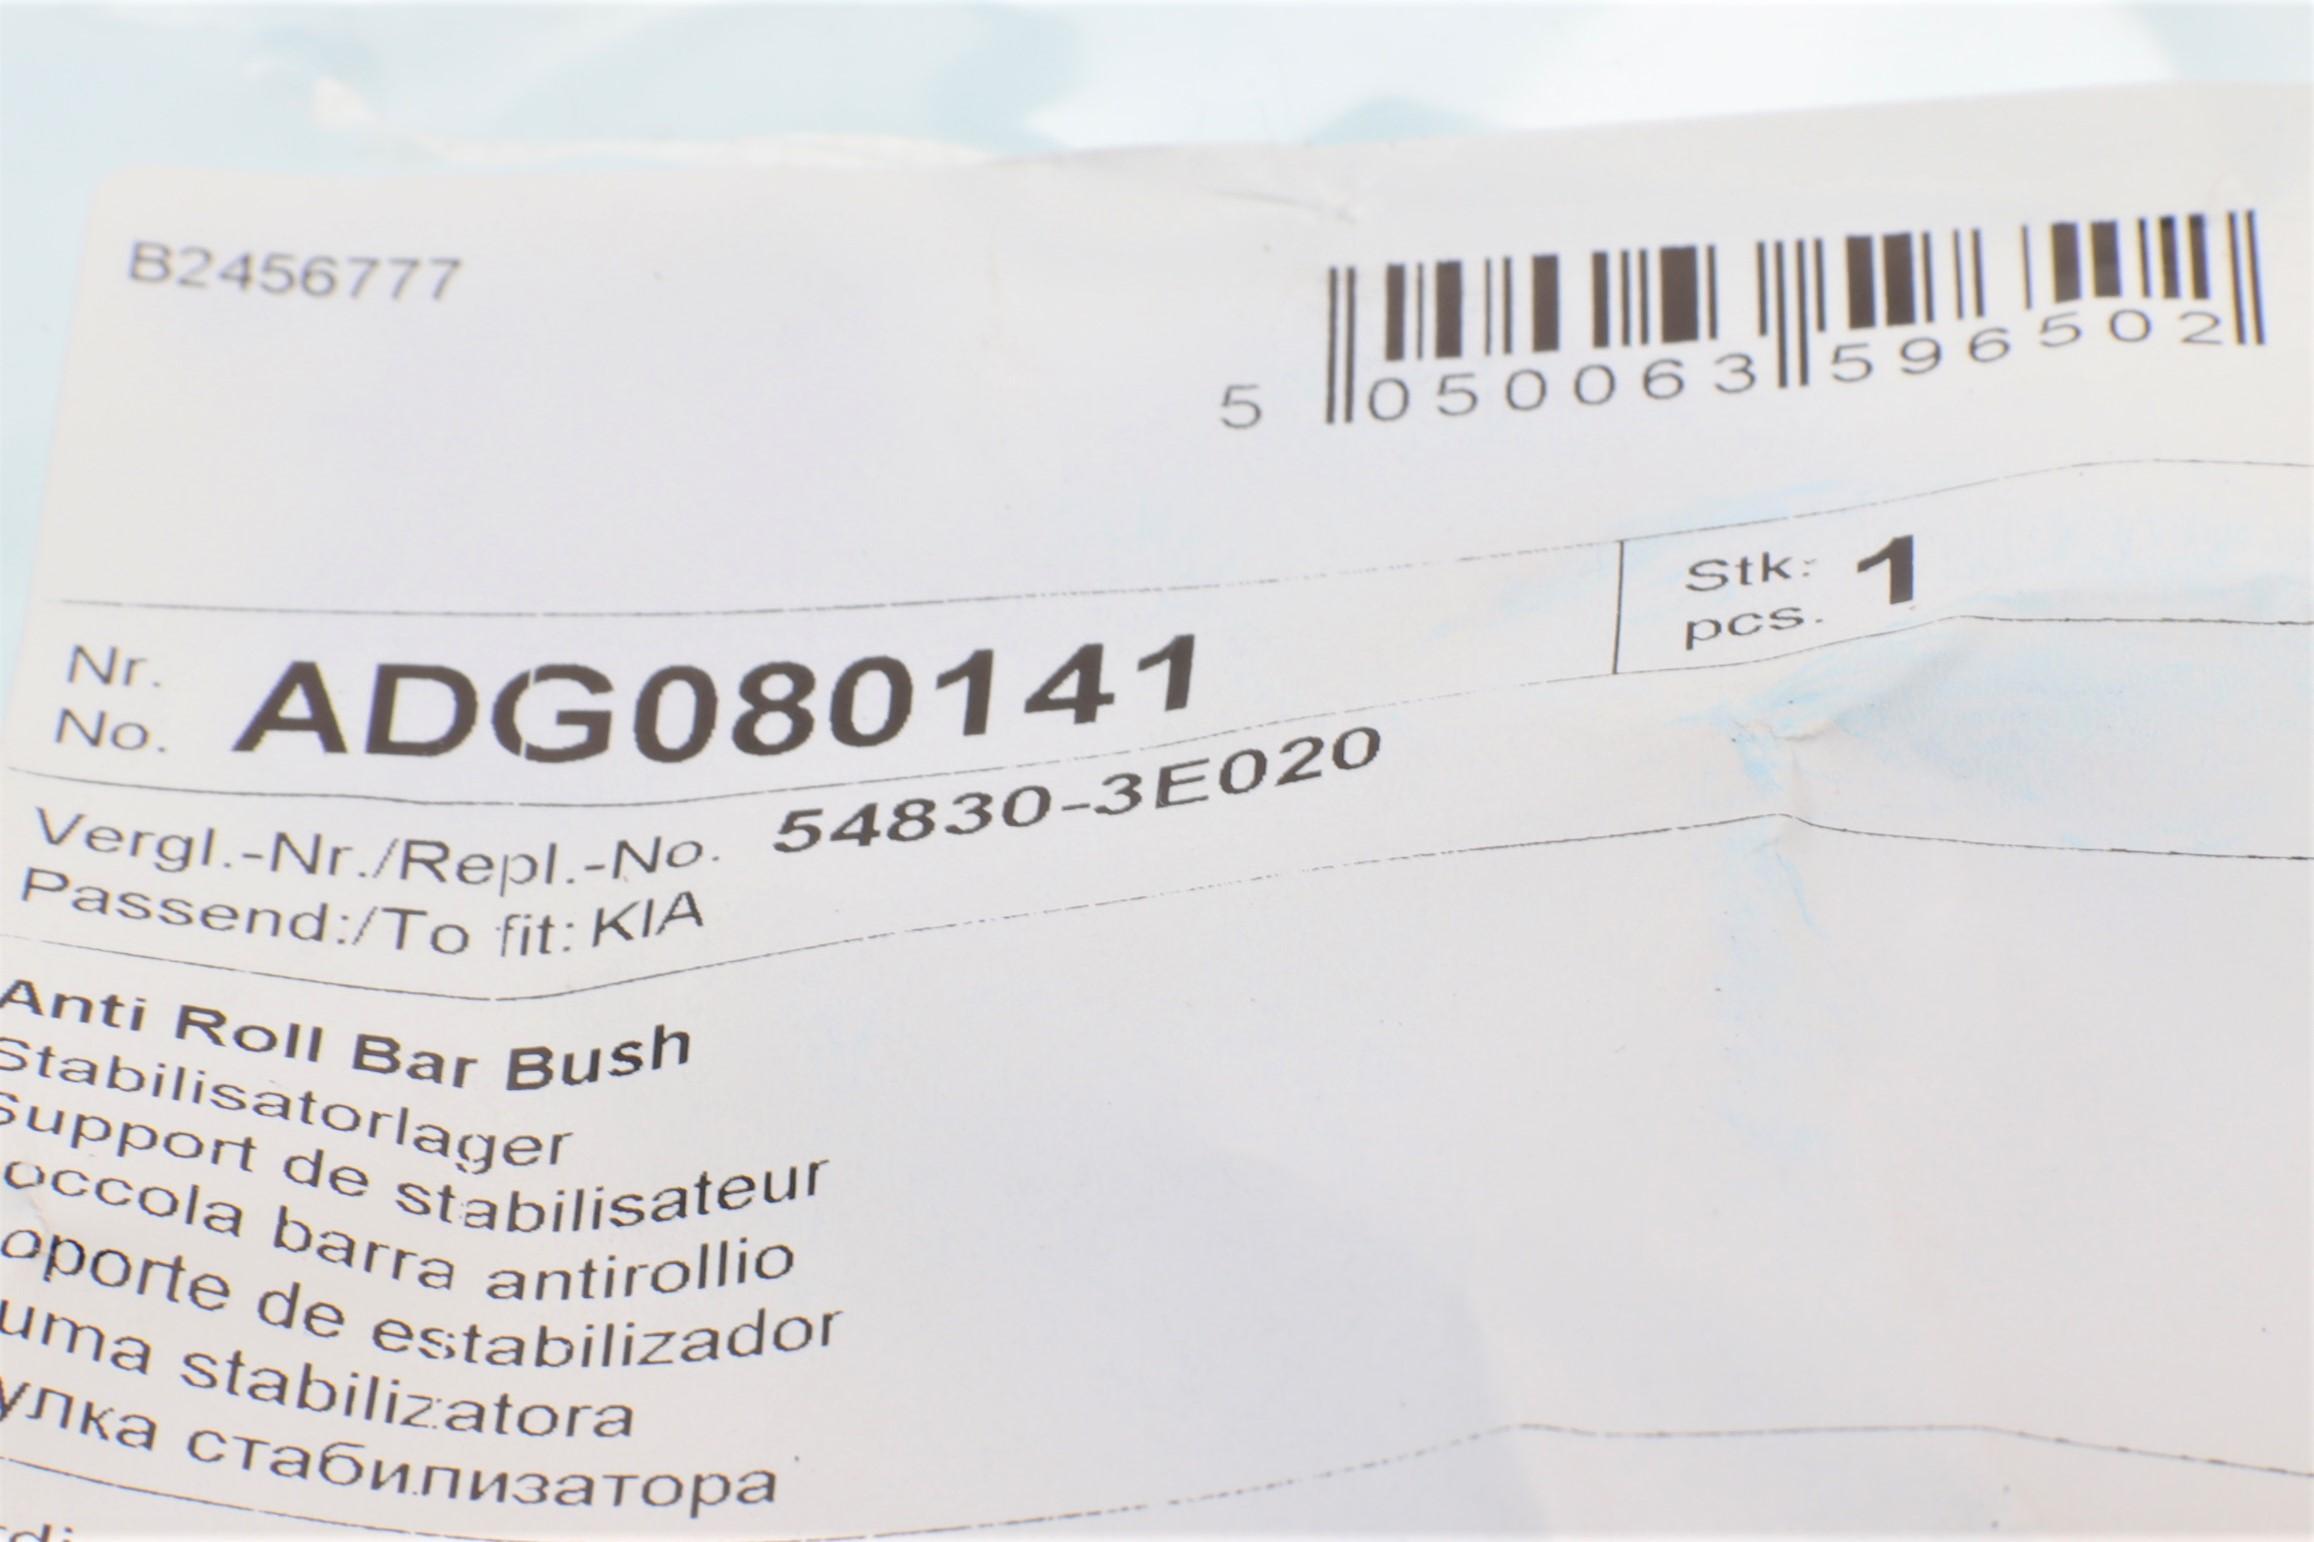 B2456777
5 050063 596502
Stk:
pcs. 1
Nr.
No. ADG080141
Vergl.-Nr./Repl.-No. 54830-3E020
Passend:/To fit: KIA
Anti Roll Bar Bush
Stabilisatorlager
Support de stabilisateur
occola barra antirollio
oporte de estabilizador
uma stabilizatora
улка стабилизатора